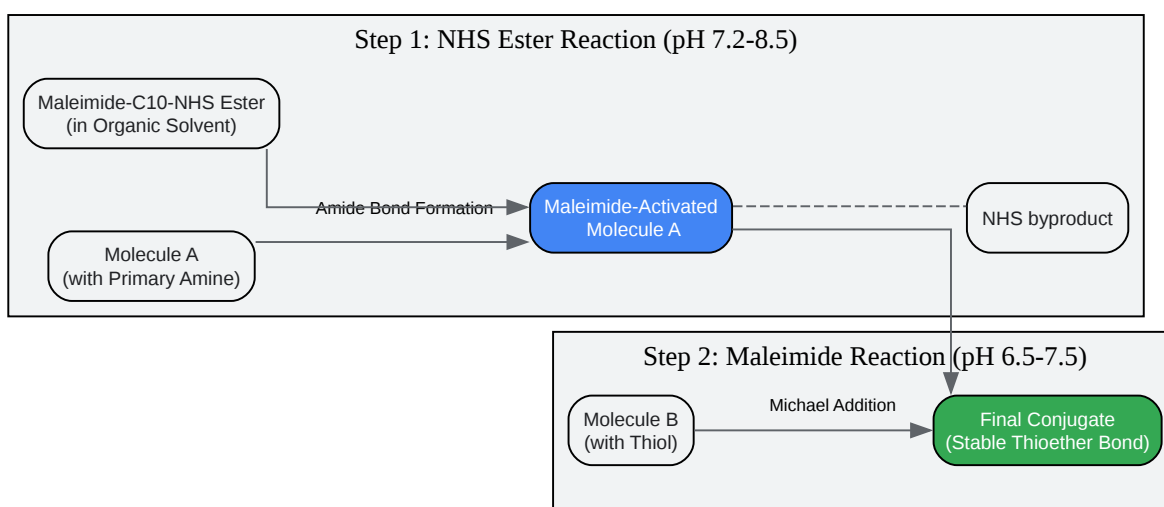 Step 1: NHS Ester Reaction (pH 7.2-8.5)
Maleimide-C10-NHS Ester
(in Organic Solvent)
Amide Bond Formation
Maleimide-Activated
Molecule A
NHS byproduct
Molecule A
(with Primary Amine)
Step 2: Maleimide Reaction (pH 6.5-7.5)
Molecule B
(with Thiol)
Michael Addition
Final Conjugate
(Stable Thioether Bond)